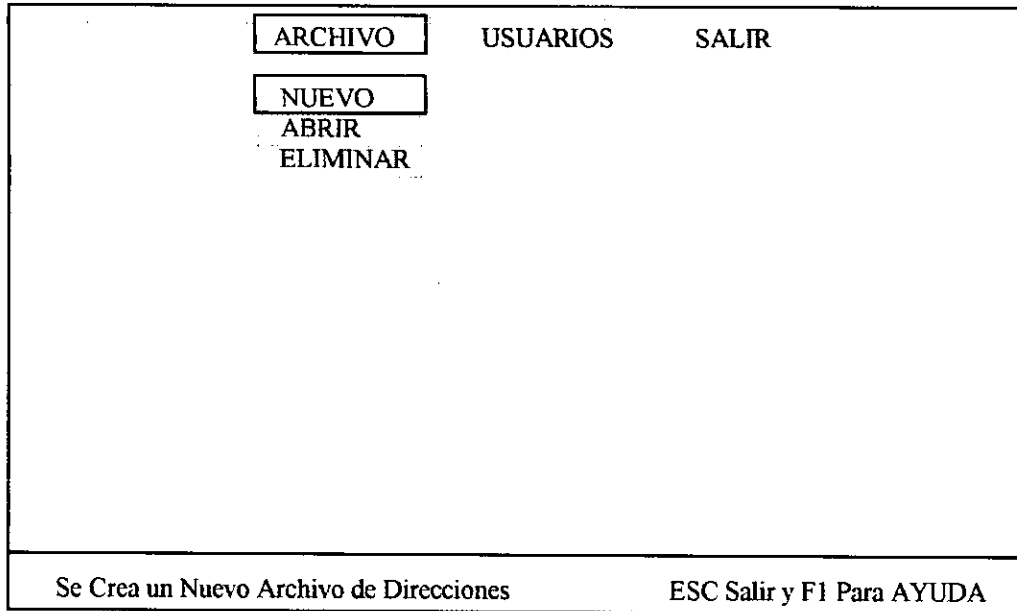 ARCHIVO USUARIOS SALIR
NUEVO
ABRIR
ELIMINAR
Se Crea un Nuevo Archivo de Direcciones ESC Salir y F1 Para AYUDA